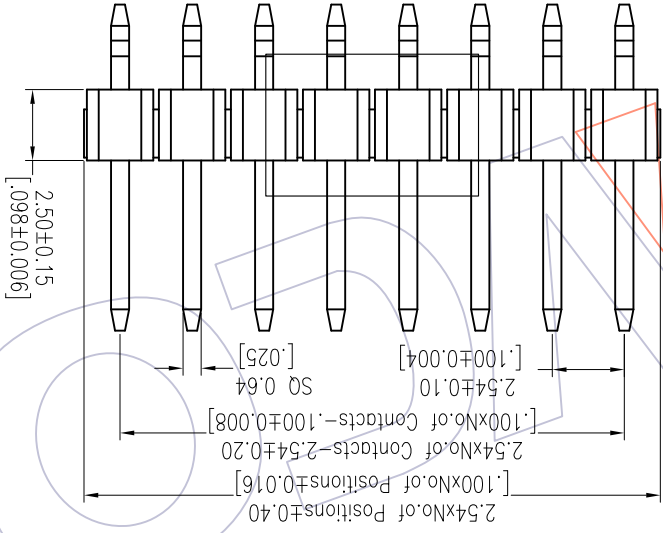 2.50±0.15
[.098±0.006]
SQ 0.64
[.025]
2.54±0.10
[.100±0.004]
2.54xNo.of Contacts-2.54±0.20
[.100xNo.of Contacts-.100±0.008]
2.54xNo.of Positions±0.40
[.100xNo.of Positions±0.016]